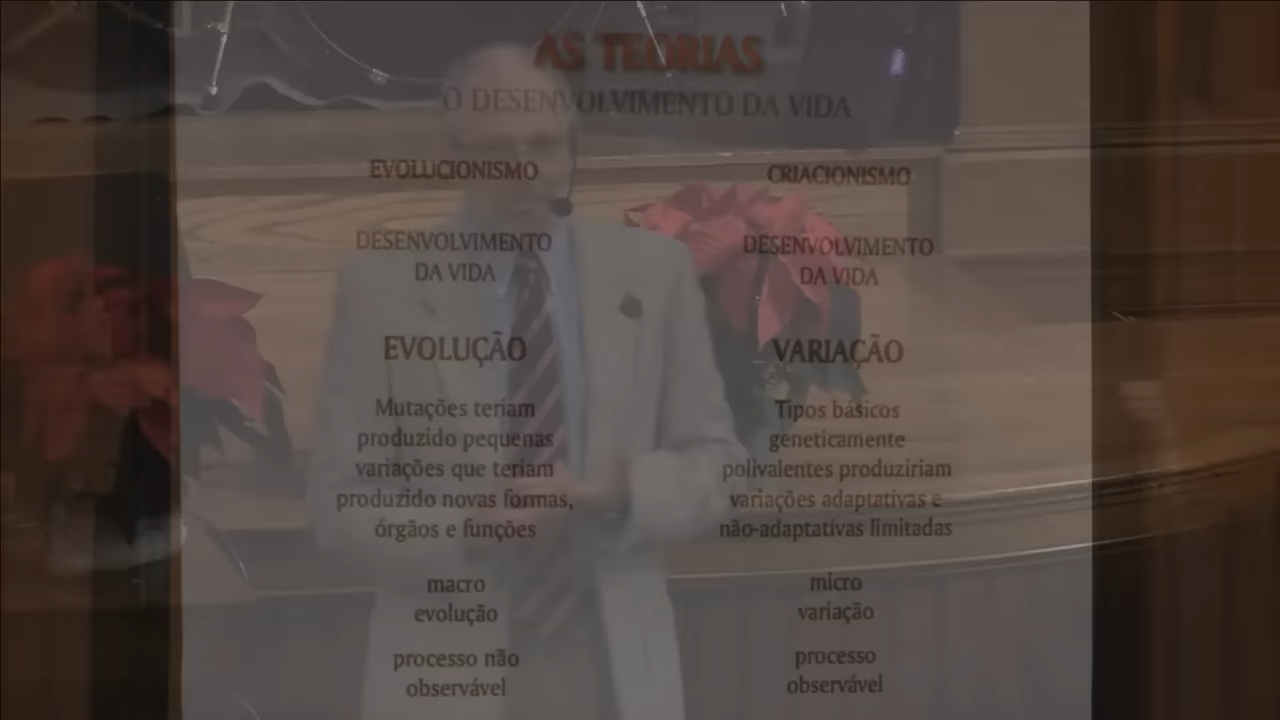 AS TEORIAS
O DESENVOLVIMENTO DA VIDA
EVOLUCIONISMO
DESENVOLVIMENTO
DA VIDA
EVOLUÇÃO
Mutações teriam
produzido pequenas
variações que teriam
produzido novas formas,
órgãos e funções
macro
evolução
processo não
observável
CRIACIONISMO
DESENVOLVIMENTO
DA VIDA
VARIAÇÃO
Tipos básicos
geneticamente
polivalentes produziriam
variações adaptativas e
não-adaptativas limitadas
micro
variação
processo
observável